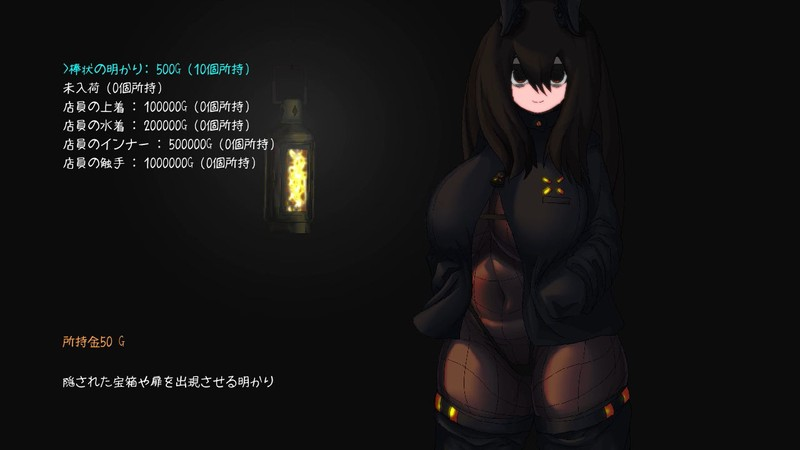 >棒状の明かり: 500G (10個所持)
未入荷 (0個所持)
店員の上着 : 100000G (0個所持)
店員の水着 : 200000G (0個所持)
店員のインナー : 500000G (0個所持)
店員の触手 : 1000000G (0個所持)
所持金50 G
隠された宝箱や扉を出現させる明かり